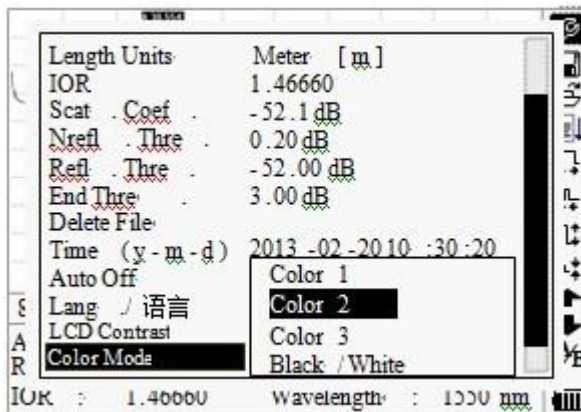 Length Units Meter [m]
IOR 1.46660
Scat . Coef . -52.1 dB
Nrefl . Thre . 0.20 dB
Refl . Thre . -52.00 dB
End Thre . 3.00 dB
Delete File
Time (y-m-d) 2013-02-2010 :30:20
Auto Off
Color 1
Lang ./ 语言
Color 2
LCD Contrast
Color 3
Color Mode
Black /White
IOR : 1.46660 Wavelength : 1550 nm